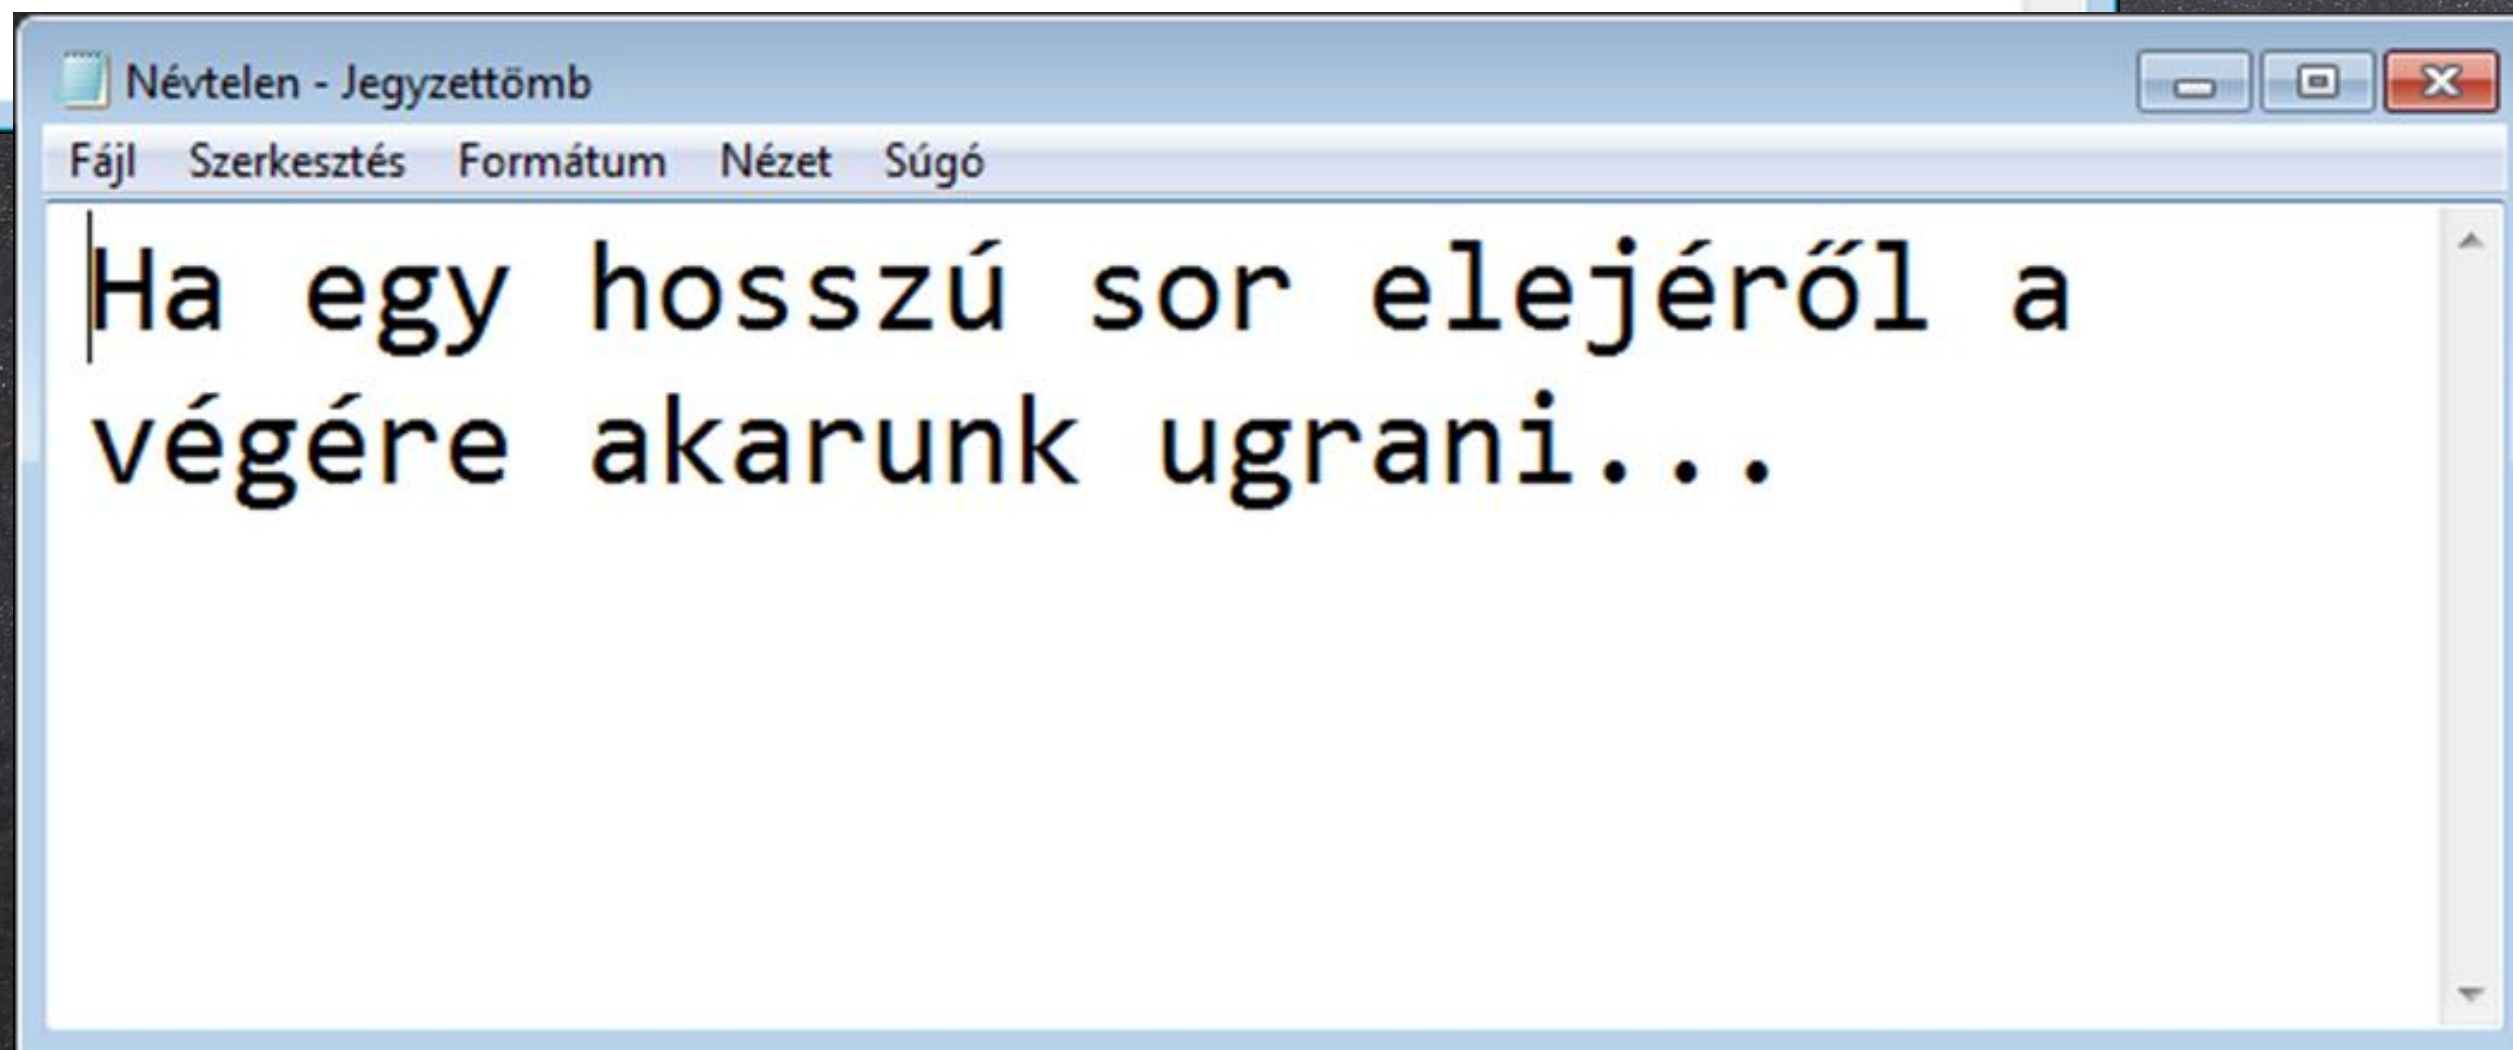 Névtelen - Jegyzettömb
Fájl Szerkesztés Formátum Nézet Súgó
Ha egy hosszú sor elejéről a
végére akarunk ugrani...